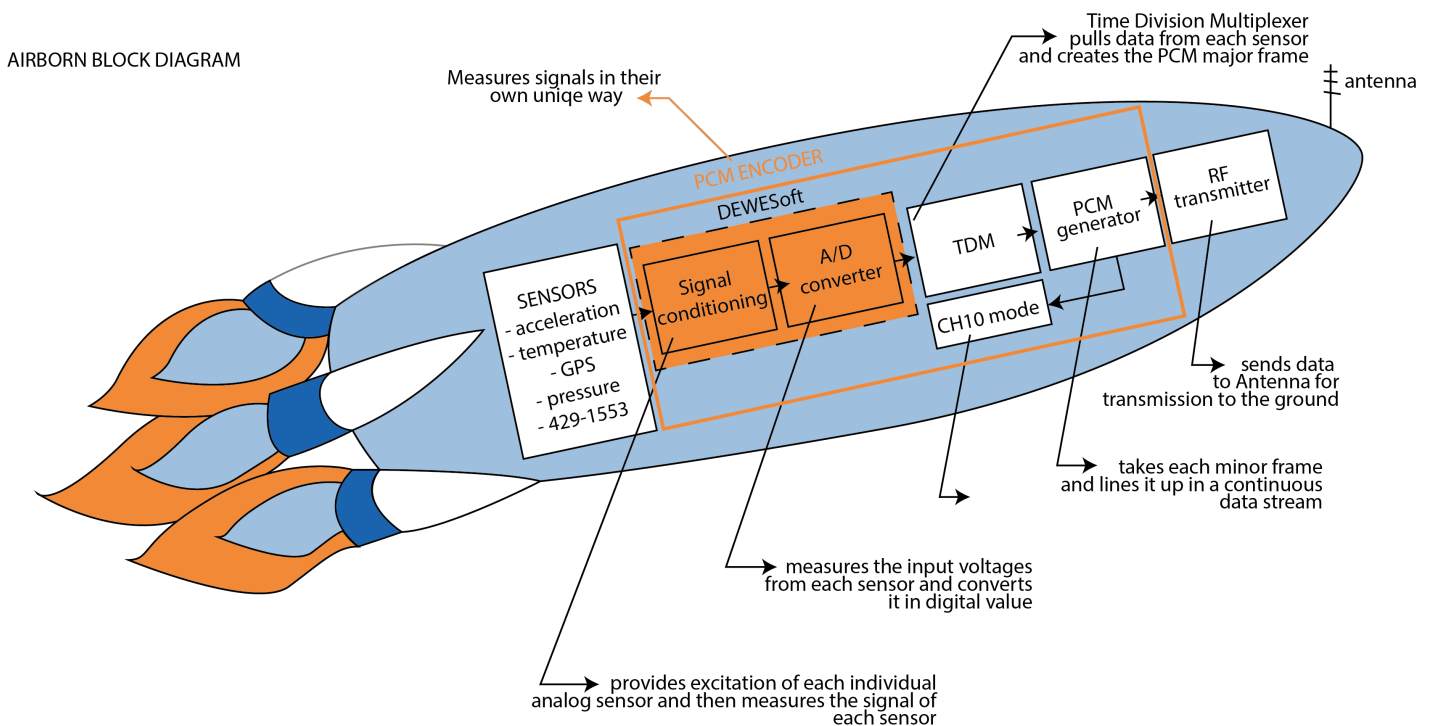 AIRBORN BLOCK DIAGRAM
Time Division Multiplexer
pulls data from each sensor
and creates the PCM major frame
antenna
Measures signals in their
own uniqe way
PCM ENCODER
DEWESoft
SENSORS
- acceleration
- temperature
- GPS
- pressure
- 429-1553
Signal
conditioning
A/D
converter
TDM
PCM
generator
RF
transmitter
CH10 mode
sends data
to Antenna for
transmission to the ground
takes each minor frame
and lines it up in a continuous
data stream
measures the input voltages
from each sensor and converts
it in digital value
provides excitation of each individual
analog sensor and then measures the signal of
each sensor